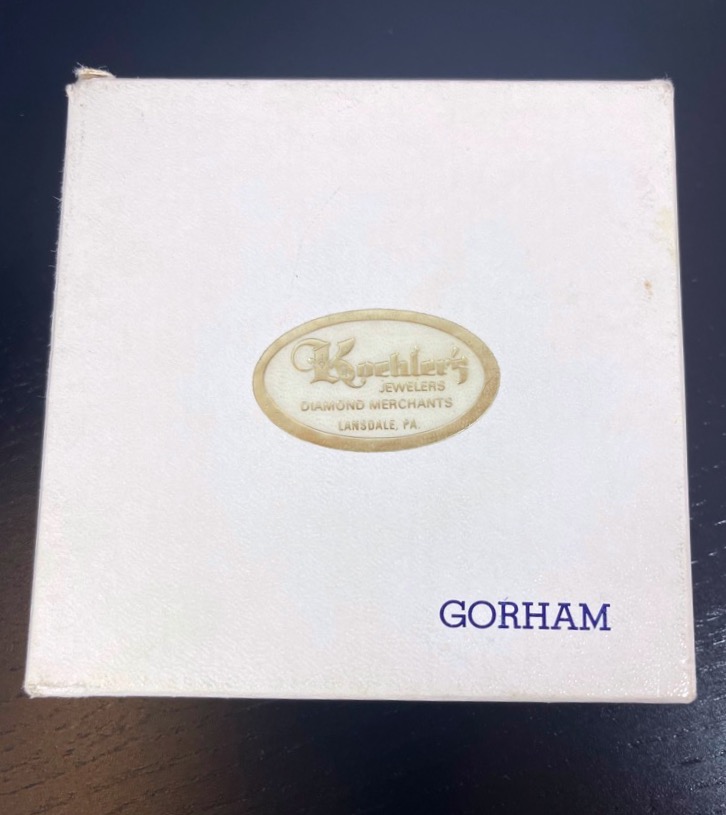 Koehler's
JEWELERS
DIAMOND MERCHANTS
LANSDALE, PA.
GORHAM